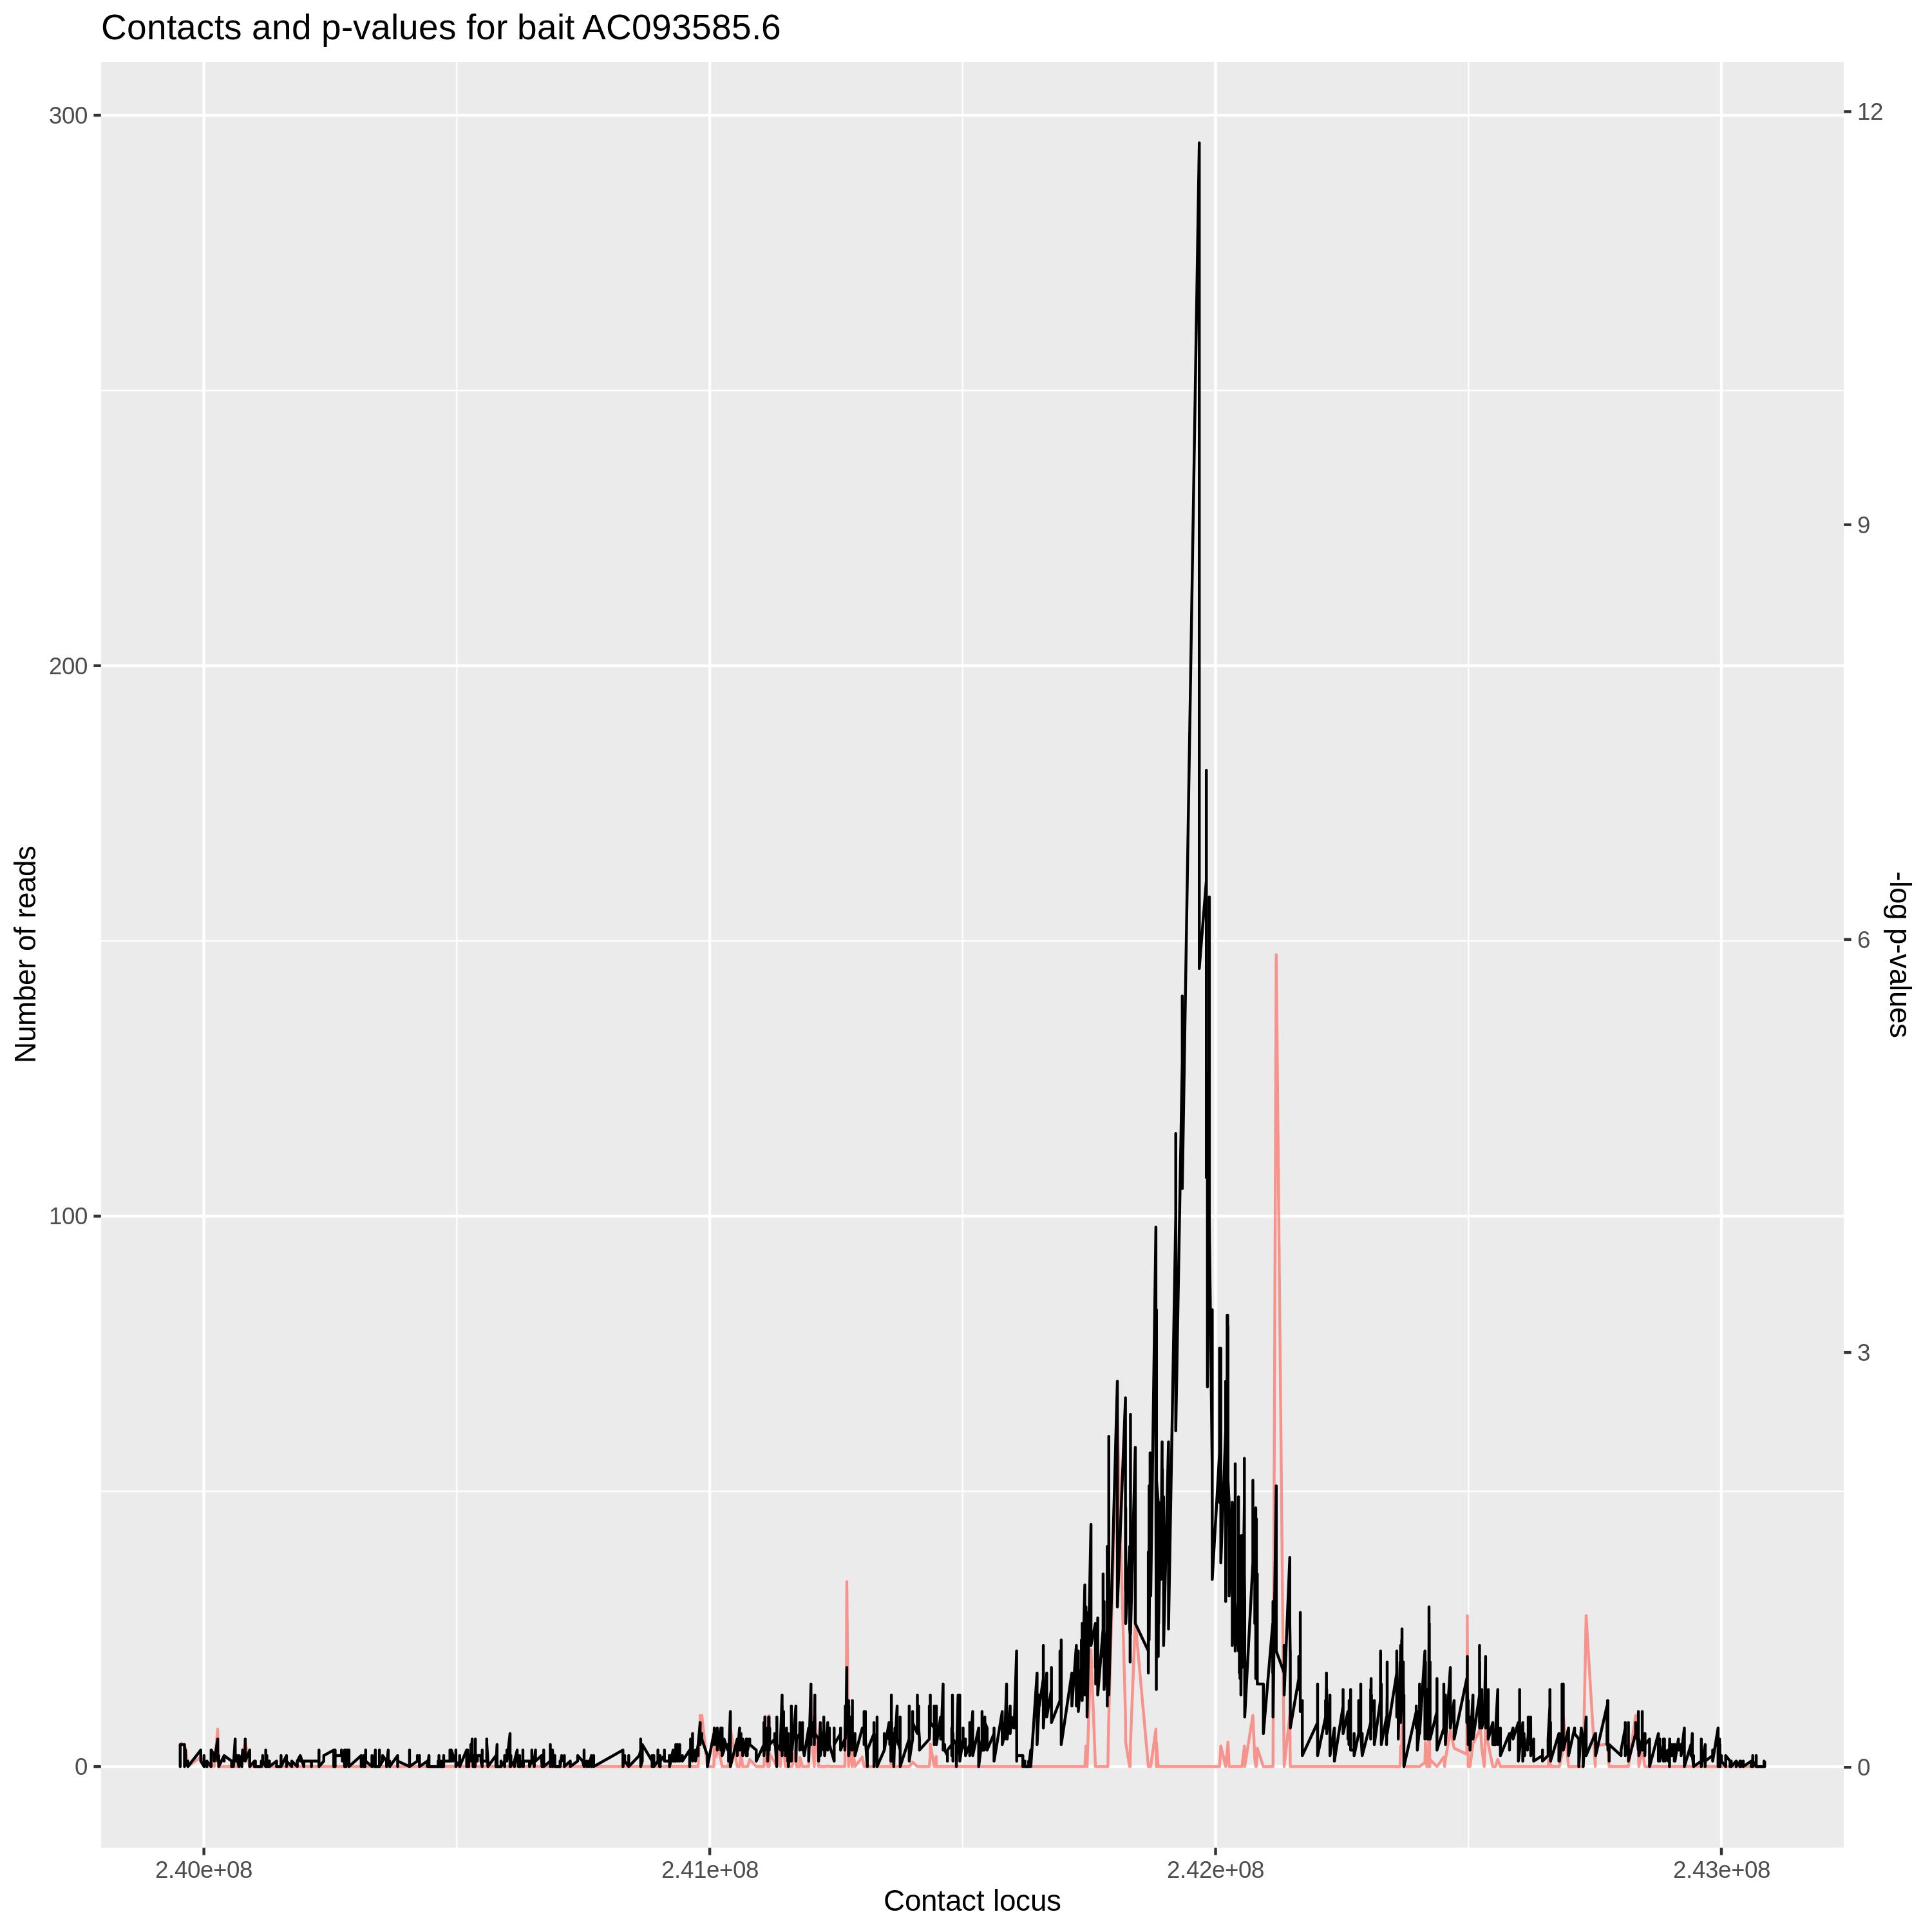 Contacts and p-values for bait AC093585.6
300
200
100
0
Number of reads
12
9
6
3
0
-log p-values
2.40e+08
2.41e+08
2.42e+08
2.43e+08
Contact locus